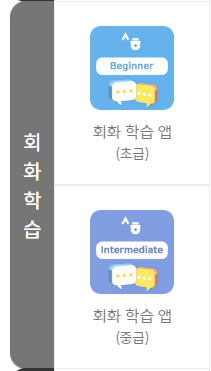 회화학습
Beginner
회화 학습 앱
(초급)
Intermediate
회화 학습 앱
(중급)